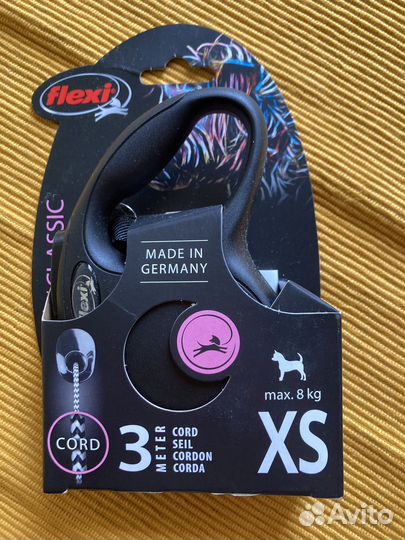 flexi
CLASSIC
flexi
MADE IN
GERMANY
max. 8 kg
CORD
3
METER
CORD
SEIL
CORDON
CORDA
XS
Avito